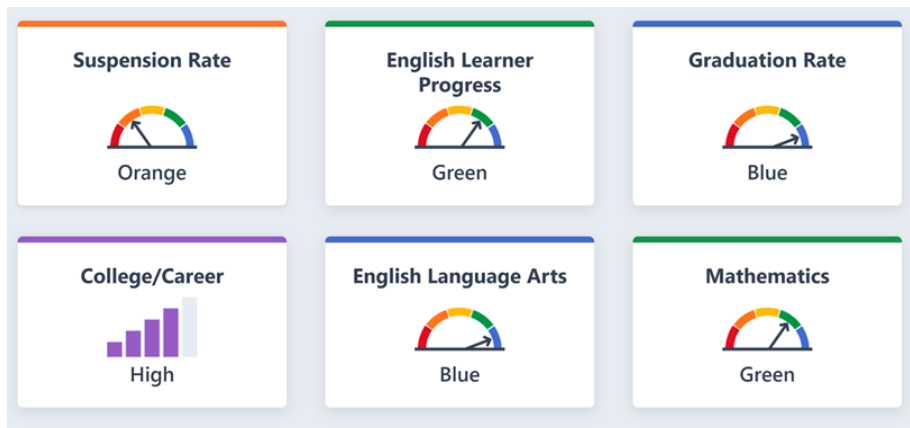 Suspension Rate
Orange
English Learner
Progress
Green
Graduation Rate
Blue
College/Career
High
English Language Arts
Blue
Mathematics
Green